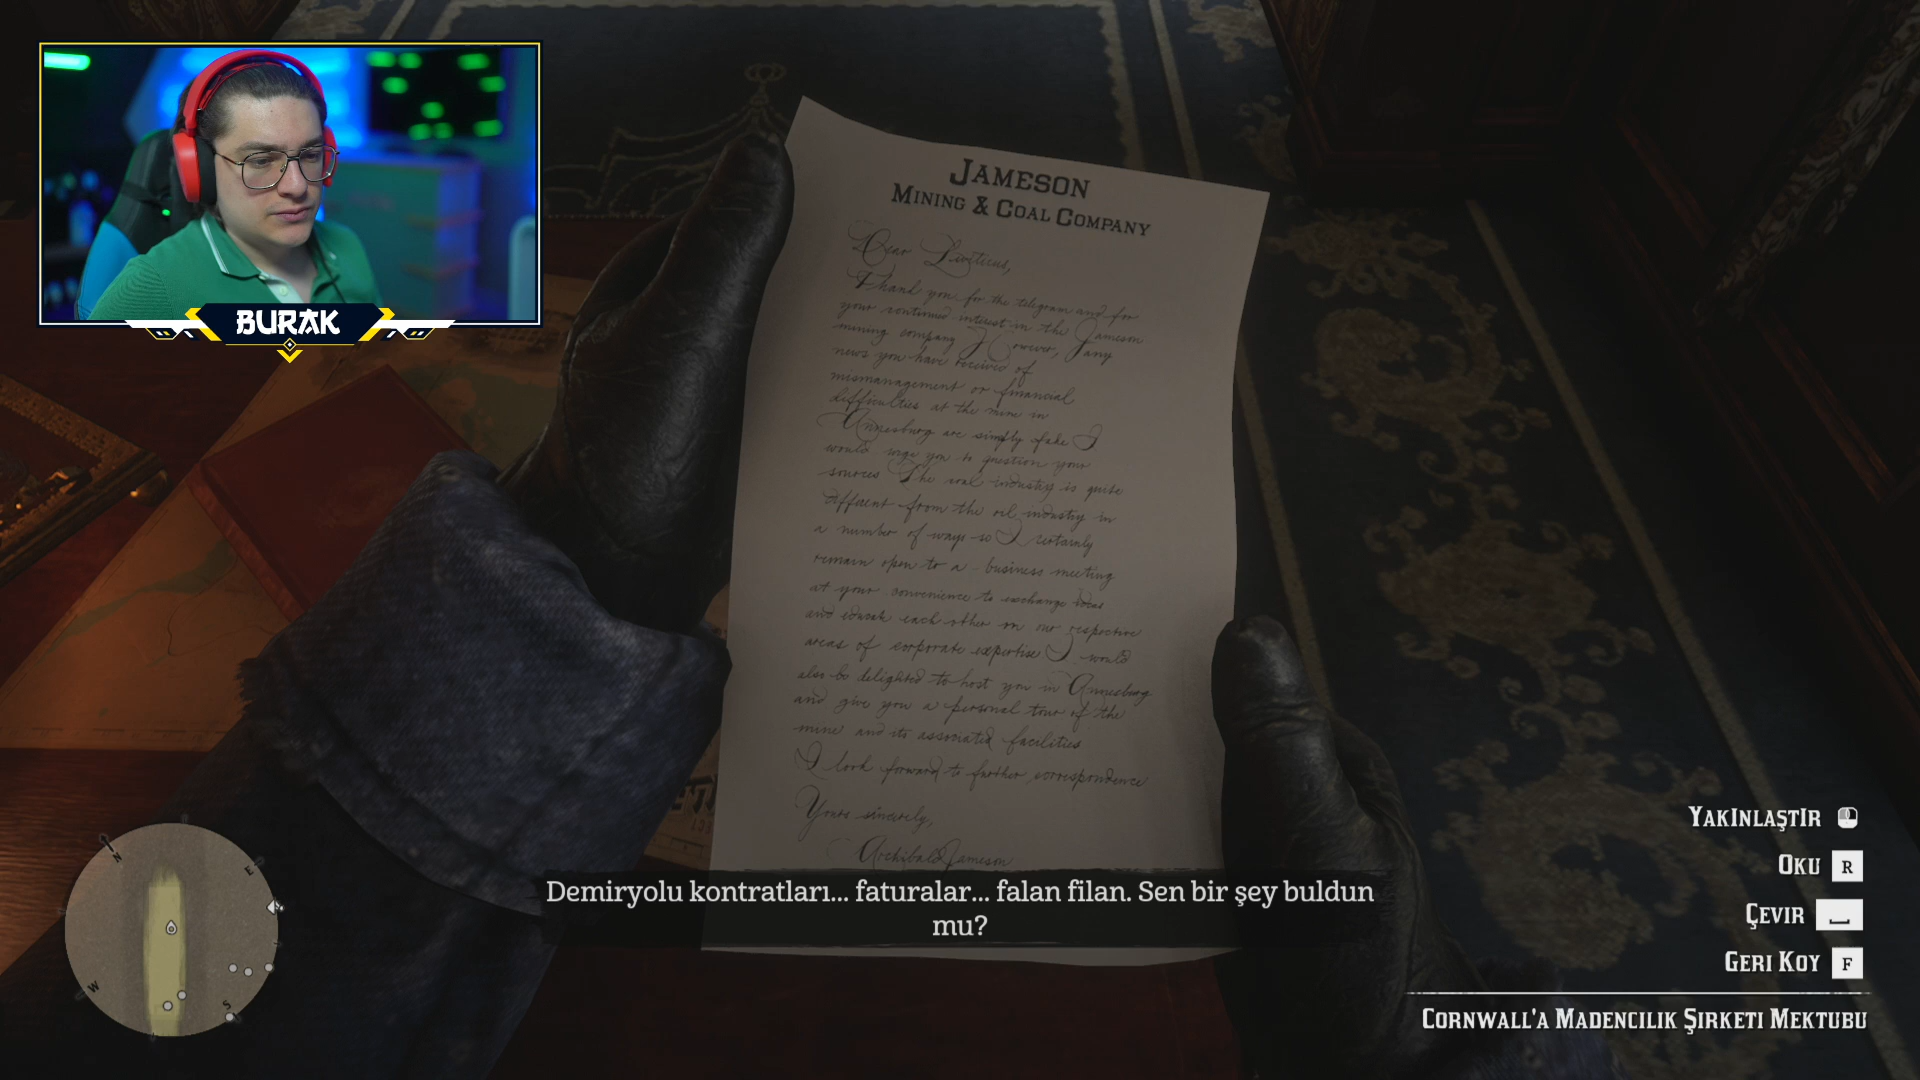 BURAK
JAMESON
MINING & COAL COMPANY
Dear Leviticus,
Thank you for the telegram and for
your continued interest in the Jameson
mining company However, any
news you have received of
mismanagement or financial
difficulties at the mine in
Annesburg are simply fake I
would urge you to question your
sources The coal industry is quite
different from the oil industry in
a number of ways so I certainly
remain open to a business meeting
at your convenience to exchange ideas
and educate each other on our respective
areas of corporate expertise I would
also be delighted to host you in Annesburg
and give you a personal tour of the
mine and its associated facilities
I look forward to further correspondence
Yours sincerely,
Archibald Jameson
Demiryolu kontratları... faturalar... falan filan. Sen bir şey buldun
mu?
YAKINLAŞTIR
OKU R
ÇEVIR
GERI KOY F
CORNWALL'A MADENCILIK ŞIRKETI MEKTUBU
N
E
W
S